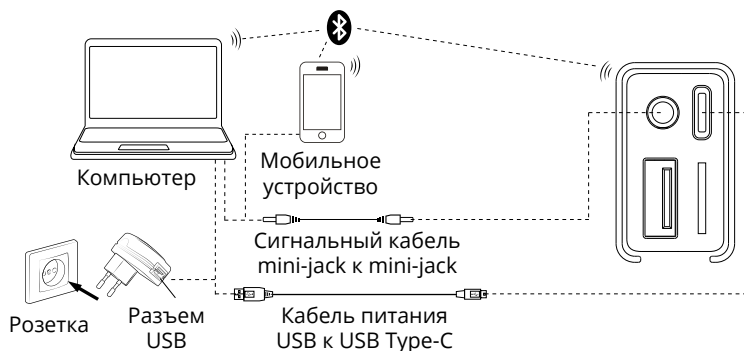 Компьютер
Мобильное
устройство
Сигнальный кабель
mini-jack к mini-jack
Розетка
Разъем
USB
Кабель питания
USB к USB Type-C